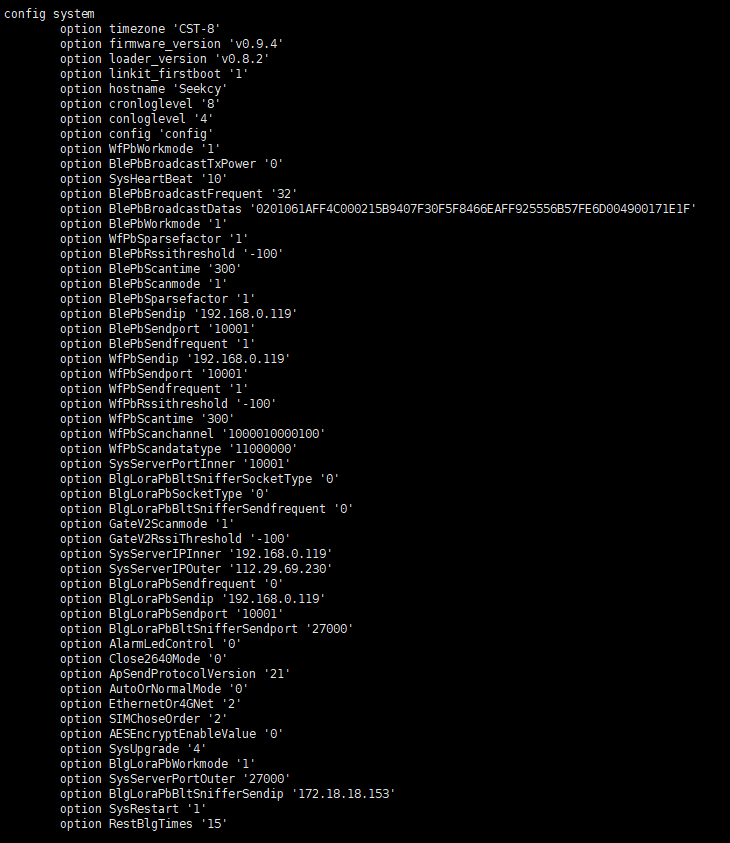 config system
        option timezone 'CST-8'
        option firmware_version 'v0.9.4'
        option loader_version 'v0.8.2'
        option linkit_firstboot '1'
        option hostname 'Seekcy'
        option cronloglevel '8'
        option conloglevel '4'
        option config 'config'
        option WfPbWorkmode '1'
        option BlePbBroadcastTxPower '0'
        option SysHeartBeat '10'
        option BlePbBroadcastFrequent '32'
        option BlePbBroadcastDatas '0201061AFF4C000215B9407F30F5F8466EAFF925556B57FE6D004900171E1F'
        option BlePbWorkmode '1'
        option WfPbSparsefactor '1'
        option BlePbRssithreshold '-100'
        option BlePbScantime '300'
        option BlePbScanmode '1'
        option BlePbSparsefactor '1'
        option BlePbSendip '192.168.0.119'
        option BlePbSendport '10001'
        option BlePbSendfrequent '1'
        option WfPbSendip '192.168.0.119'
        option WfPbSendport '10001'
        option WfPbSendfrequent '1'
        option WfPbRssithreshold '-100'
        option WfPbScantime '300'
        option WfPbScanchannel '1000010000100'
        option WfPbScandatatype '11000000'
        option SysServerPortInner '10001'
        option BlgLoraPbBltSnifferSocketType '0'
        option BlgLoraPbSocketType '0'
        option BlgLoraPbBltSnifferSendfrequent '0'
        option GateV2Scanmode '1'
        option GateV2RssiThreshold '-100'
        option SysServerIPInner '192.168.0.119'
        option SysServerIPOuter '112.29.69.230'
        option BlgLoraPbSendfrequent '0'
        option BlgLoraPbSendip '192.168.0.119'
        option BlgLoraPbSendport '10001'
        option BlgLoraPbBltSnifferSendport '27000'
        option AlarmLedControl '0'
        option Close2640Mode '0'
        option ApSendProtocolVersion '21'
        option AutoOrNormalMode '0'
        option EthernetOr4GNet '2'
        option SIMChoseOrder '2'
        option AESEncryptEnableValue '0'
        option SysUpgrade '4'
        option BlgLoraPbWorkmode '1'
        option SysServerPortOuter '27000'
        option BlgLoraPbBltSnifferSendip '172.18.18.153'
        option SysRestart '1'
        option RestBlgTimes '15'